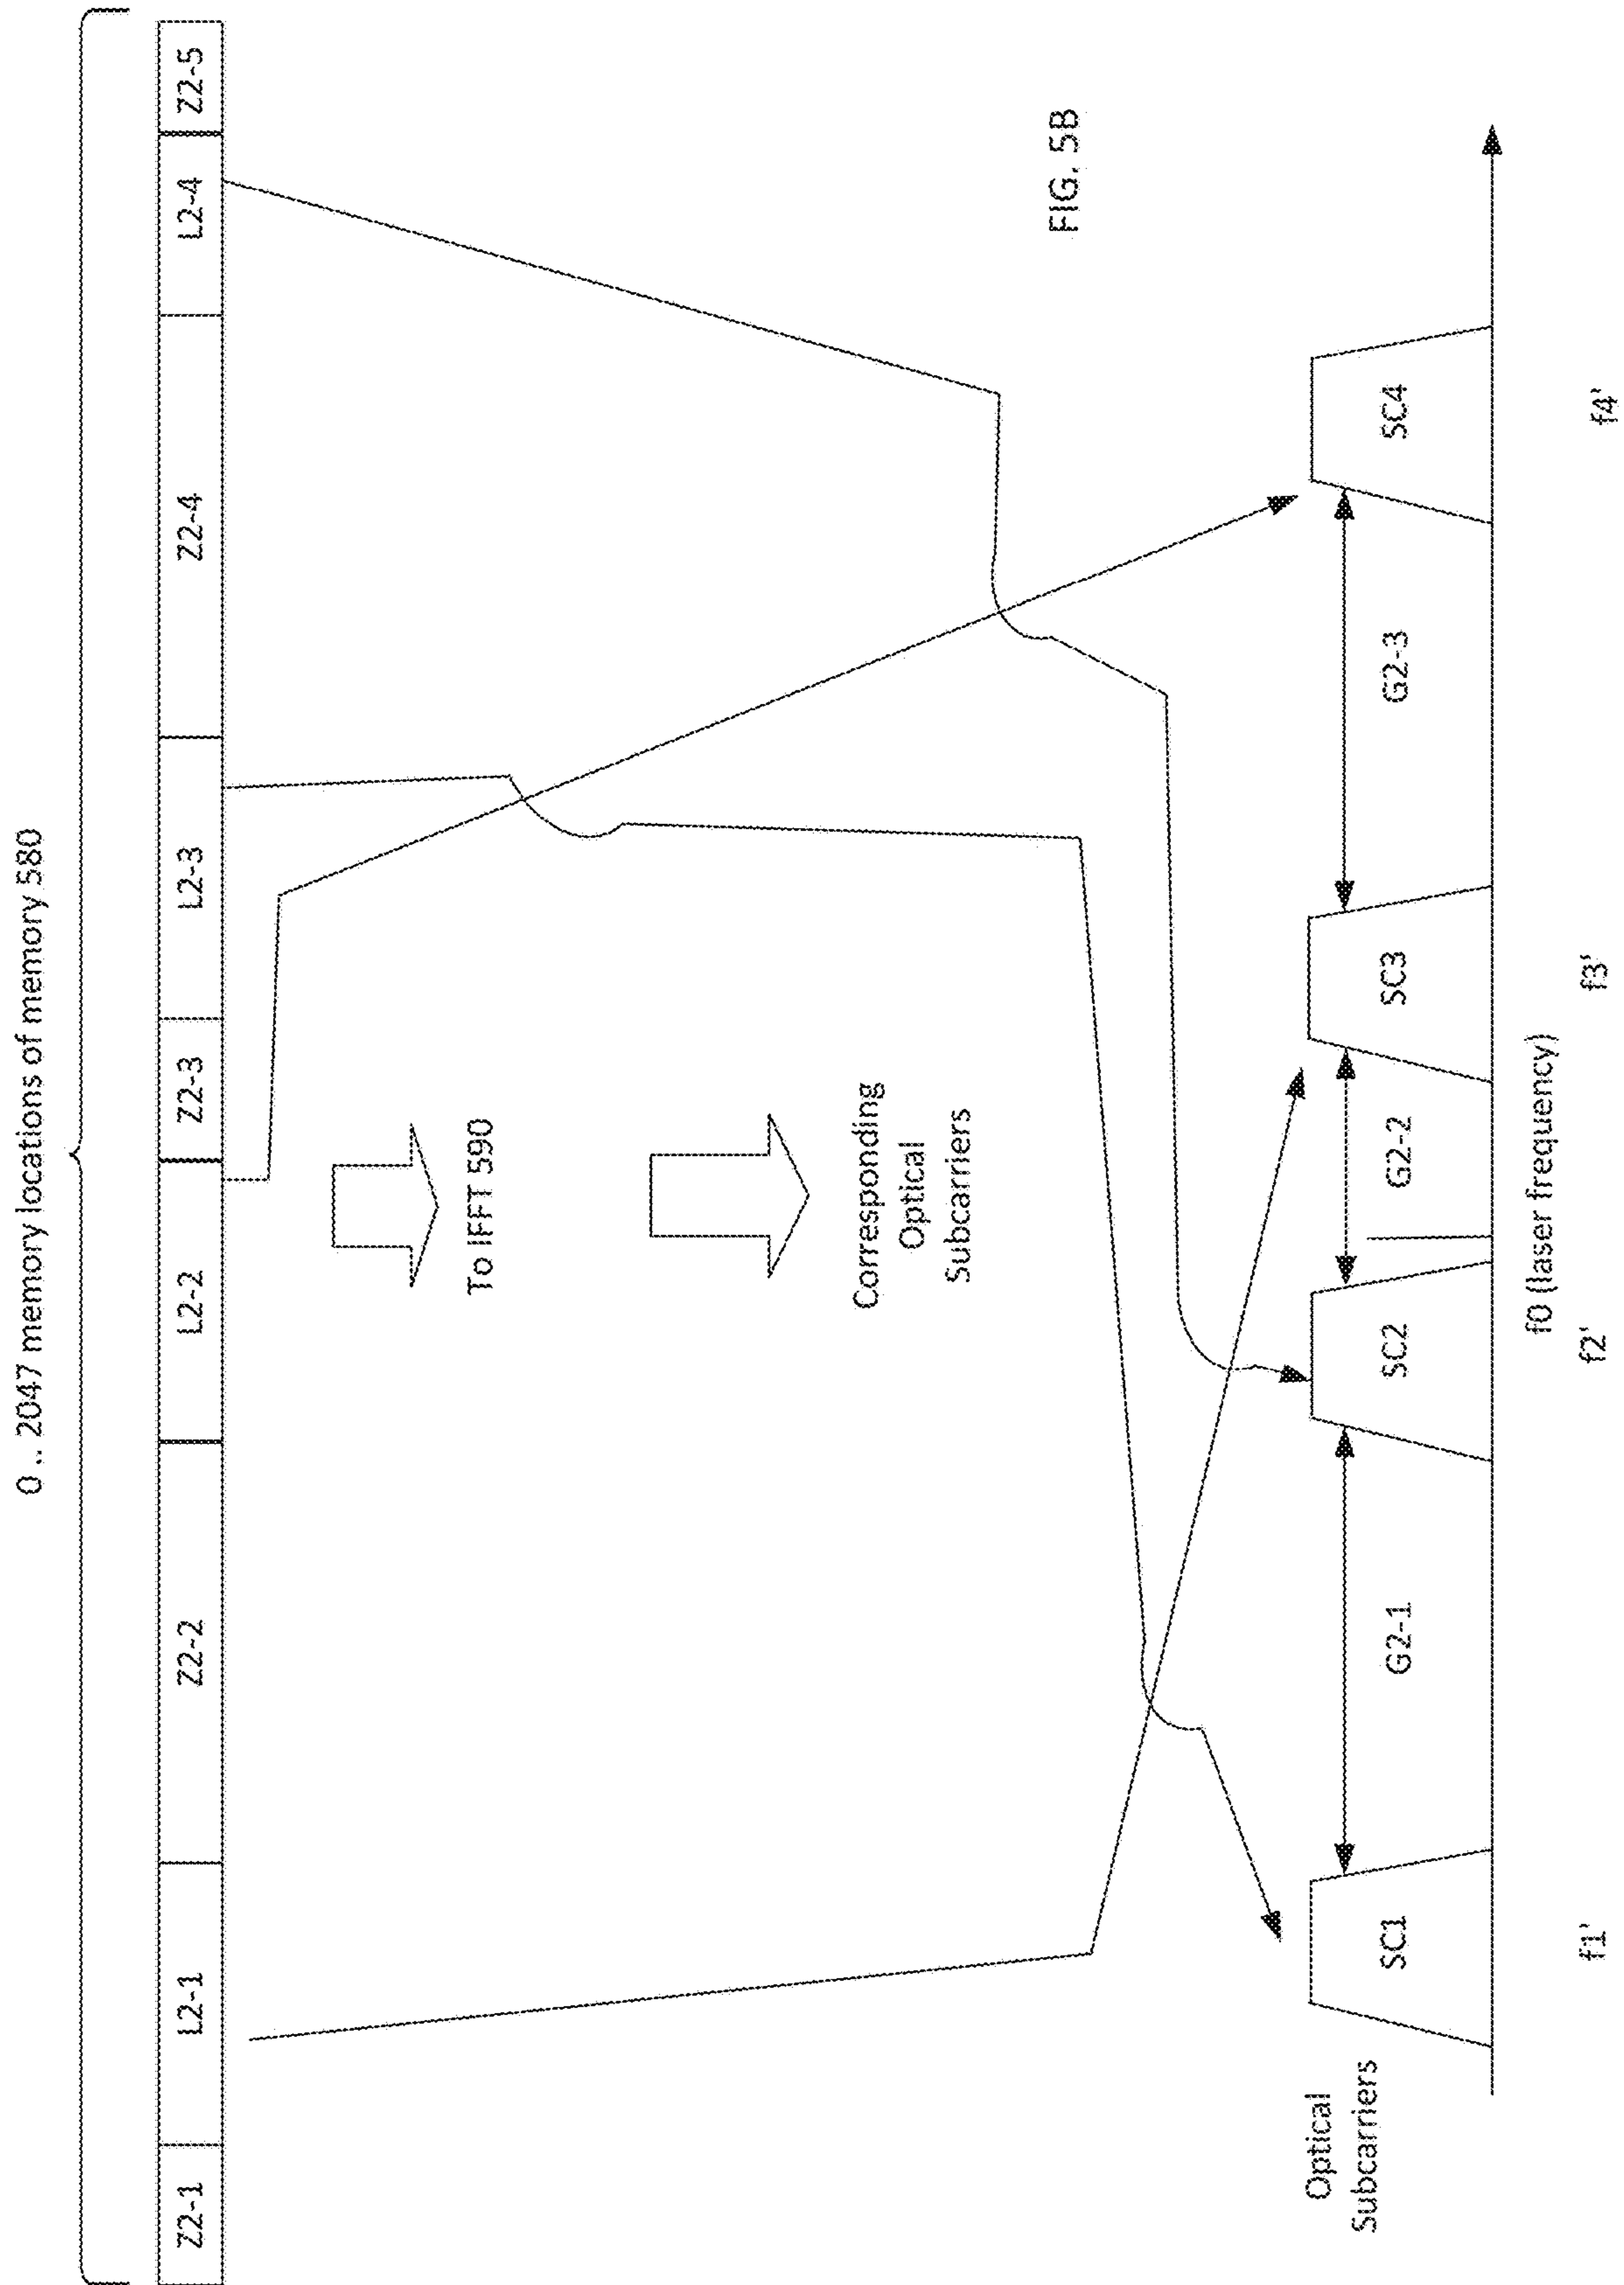 0 .. 2047 memory locations of memory 580
Z2-1
L2-1
Z2-2
L2-2
Z2-3
L2-3
Z2-4
L2-4
Z2-5
To IFFT 590
Corresponding
Optical
Subcarriers
FIG. 5B
Optical
Subcarriers
SC1
G2-1
SC2
G2-2
SC3
G2-3
SC4
f0 (laser frequency)
f1'
f2'
f3'
f4'